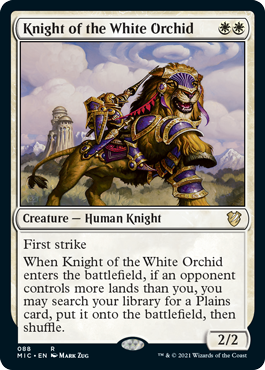 Knight of the White Orchid
Creature — Human Knight
First strike
When Knight of the White Orchid
enters the battlefield, if an opponent
controls more lands than you, you
may search your library for a Plains
card, put it onto the battlefield, then
shuffle.
2/2
088 R
MIC • EN Mark Zug
™ & © 2021 Wizards of the Coast